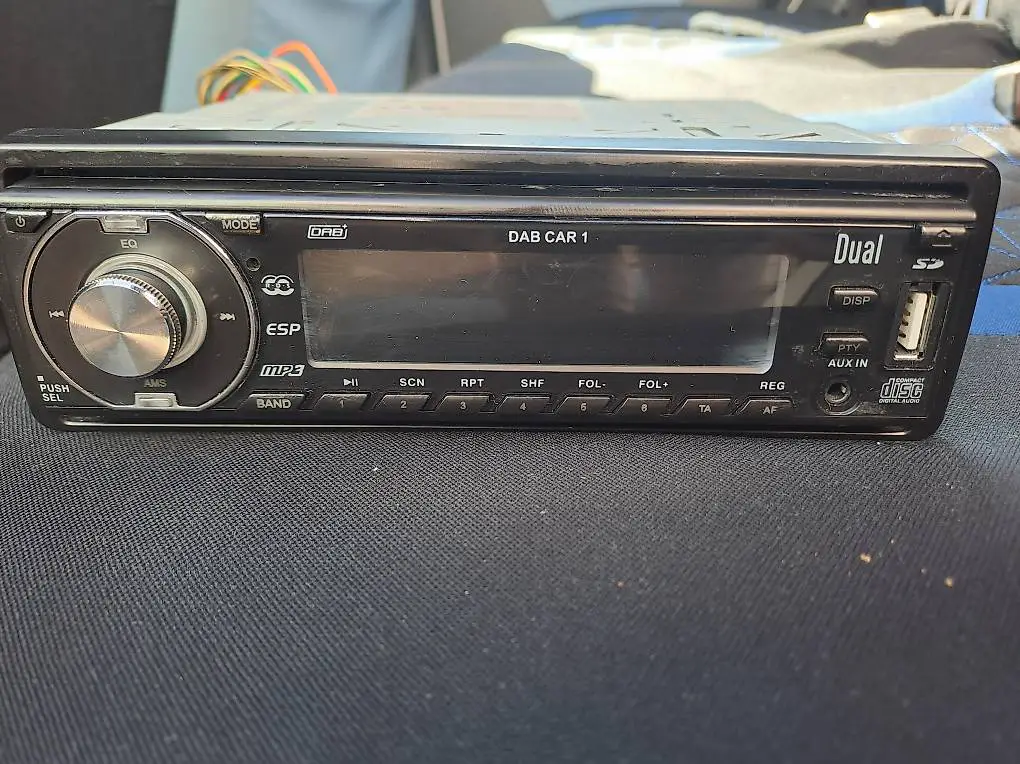 MODE
DAB+
DAB CAR 1
Dual
EQ
SD
RDS
DISP
ESP
PTY
AUX IN
MP3
AMS
PUSH
SEL
SCN
RPT
SHF
FOL-
FOL+
REG
COMPACT
disc
DIGITAL AUDIO
BAND
1
2
3
4
5
6
TA
AF